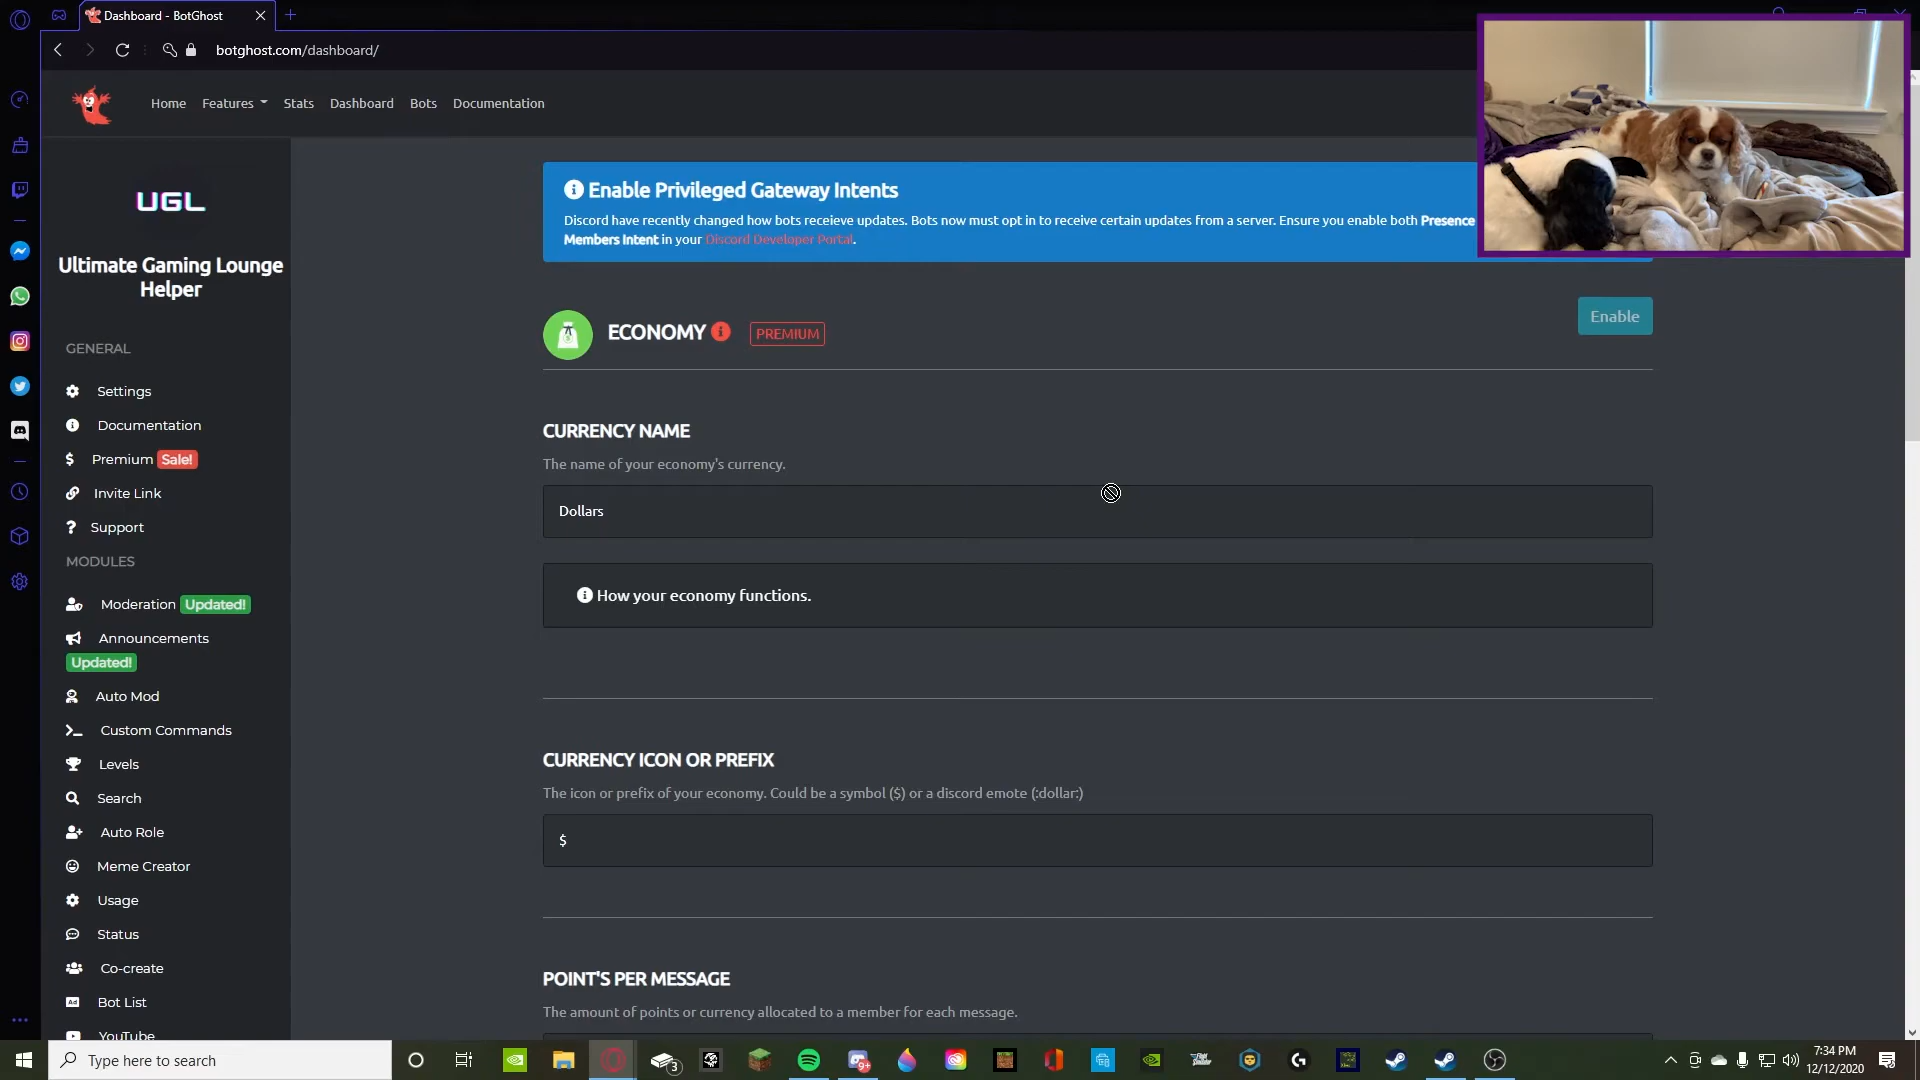 Dashboard - BotGhost
botghost.com/dashboard/
Home Features Stats Dashboard Bots Documentation
UGL
Ultimate Gaming Lounge
Helper
GENERAL
Settings
Documentation
Premium Sale!
Invite Link
Support
MODULES
Moderation Updated!
Announcements
Updated!
Auto Mod
Custom Commands
Levels
Search
Auto Role
Meme Creator
Usage
Status
Co-create
Bot List
YouTube
Enable Privileged Gateway Intents
Discord have recently changed how bots receieve updates. Bots now must opt in to receive certain updates from a server. Ensure you enable both Presence
Members Intent in your Discord Developer Portal.
ECONOMY PREMIUM
Enable
CURRENCY NAME
The name of your economy's currency.
Dollars
How your economy functions.
CURRENCY ICON OR PREFIX
The icon or prefix of your economy. Could be a symbol ($) or a discord emote (:dollar:)
$
POINT'S PER MESSAGE
The amount of points or currency allocated to a member for each message.
Type here to search
3
9+
7:34 PM
12/12/2020